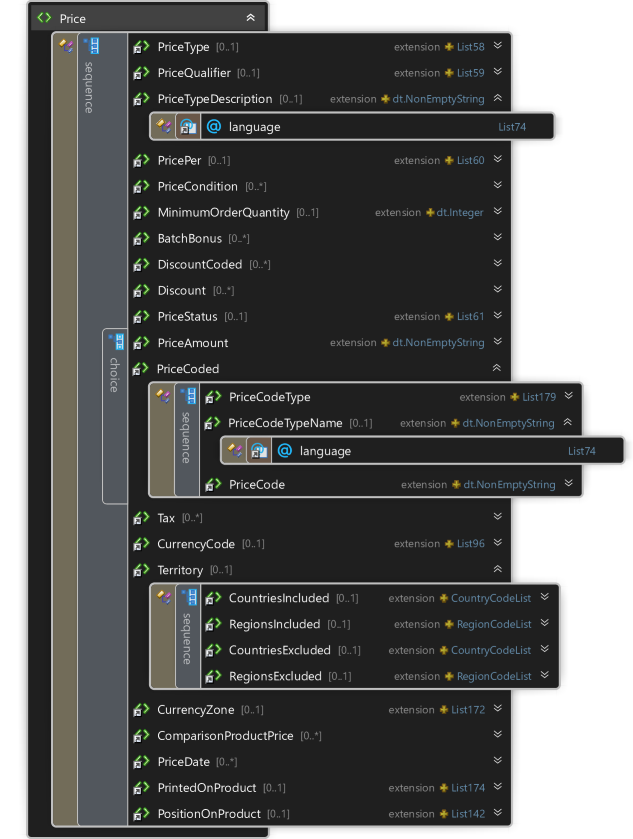 Price
sequence
PriceType [0..1] extension List58
PriceQualifier [0..1] extension List59
PriceTypeDescription [0..1] extension dt.NonEmptyString
@ language List74
PricePer [0..1] extension List60
PriceCondition [0..*]
MinimumOrderQuantity [0..1] extension dt.Integer
BatchBonus [0..*]
DiscountCoded [0..*]
Discount [0..*]
PriceStatus [0..1] extension List61
choice
PriceAmount extension dt.NonEmptyString
PriceCoded
sequence
PriceCodeType extension List179
PriceCodeTypeName [0..1] extension dt.NonEmptyString
@ language List74
PriceCode extension dt.NonEmptyString
Tax [0..*]
CurrencyCode [0..1] extension List96
Territory [0..1]
sequence
CountriesIncluded [0..1] extension CountryCodeList
RegionsIncluded [0..1] extension RegionCodeList
CountriesExcluded [0..1] extension CountryCodeList
RegionsExcluded [0..1] extension RegionCodeList
CurrencyZone [0..1] extension List172
ComparisonProductPrice [0..*]
PriceDate [0..*]
PrintedOnProduct [0..1] extension List174
PositionOnProduct [0..1] extension List142